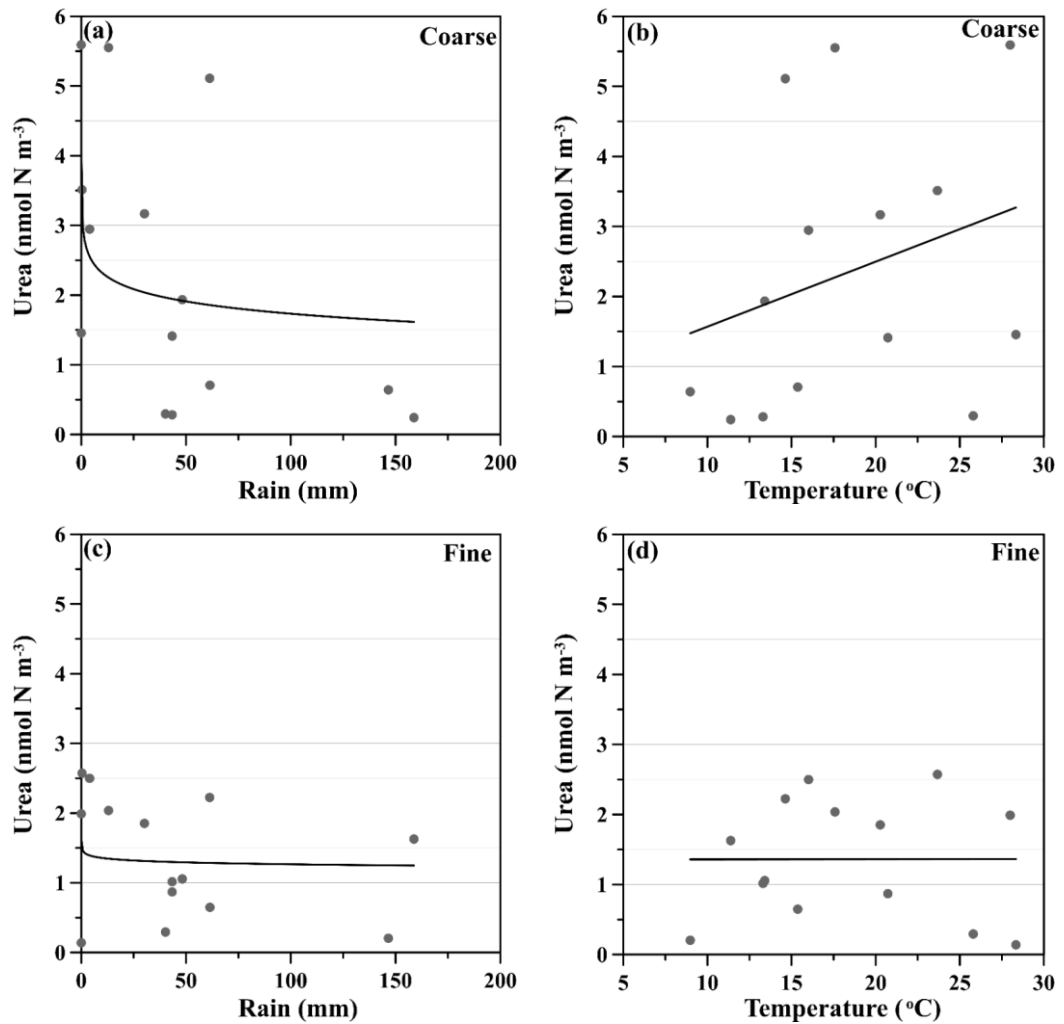 (a) Coarse
6
5
4
3
2
1
0
Urea (nmol N m-3)
0 50 100 150 200
Rain (mm)
(b) Coarse
6
5
4
3
2
1
0
Urea (nmol N m-3)
5 10 15 20 25 30
Temperature (oC)
(c) Fine
6
5
4
3
2
1
0
Urea (nmol N m-3)
0 50 100 150 200
Rain (mm)
(d) Fine
6
5
4
3
2
1
0
Urea (nmol N m-3)
5 10 15 20 25 30
Temperature (oC)